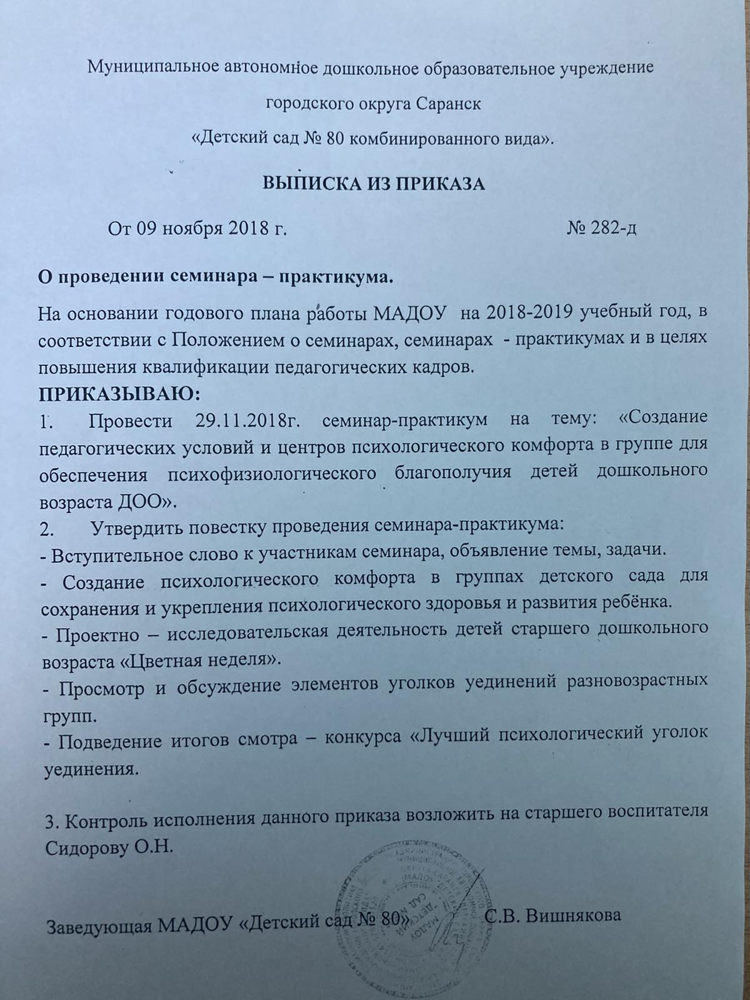 Муниципальное автономное дошкольное образовательное учреждение
городского округа Саранск
«Детский сад № 80 комбинированного вида».
ВЫПИСКА ИЗ ПРИКАЗА
От 09 ноября 2018 г. № 282-д
О проведении семинара – практикума.
На основании годового плана работы МАДОУ на 2018-2019 учебный год, в
соответствии с Положением о семинарах, семинарах - практикумах и в целях
повышения квалификации педагогических кадров.
ПРИКАЗЫВАЮ:
1. Провести 29.11.2018г. семинар-практикум на тему: «Создание
педагогических условий и центров психологического комфорта в группе для
обеспечения психофизиологического благополучия детей дошкольного
возраста ДОО».
2. Утвердить повестку проведения семинара-практикума:
- Вступительное слово к участникам семинара, объявление темы, задачи.
- Создание психологического комфорта в группах детского сада для
сохранения и укрепления психологического здоровья и развития ребёнка.
- Проектно – исследовательская деятельность детей старшего дошкольного
возраста «Цветная неделя».
- Просмотр и обсуждение элементов уголков уединений разновозрастных
групп.
- Подведение итогов смотра – конкурса «Лучший психологический уголок
уединения.
3. Контроль исполнения данного приказа возложить на старшего воспитателя
Сидорову О.Н.
Заведующая МАДОУ «Детский сад № 80» С.В. Вишнякова
МАДОУ
"ДЕТСКИЙ
САД №